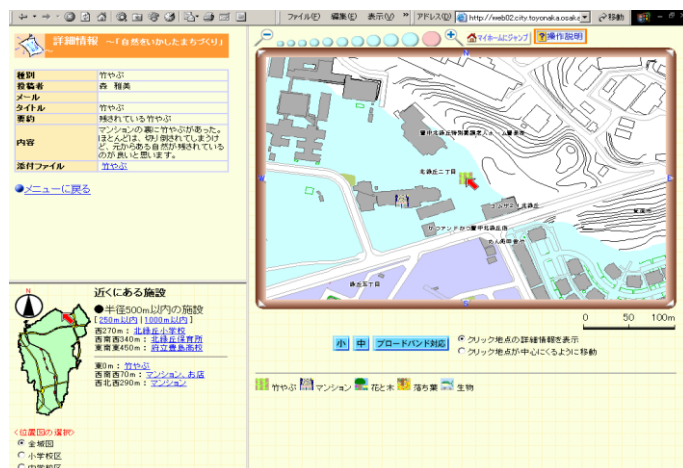 ファイル(F) 編集(E) 表示(V) » アドレス(D) http://web02.city.toyonaka.osaka 移動
詳細情報 ～「自然をいかしたまちづくり」
種別 竹やぶ
投稿者 森 雅美
メール
タイトル 竹やぶ
要約 残されている竹やぶ
内容 マンションの裏に竹やぶがあった。
ほとんどは、切り倒されてしまうけ
ど、元からある自然が残されている
のが良いと思います。
添付ファイル 竹やぶ
メニューに戻る
近くにある施設
●半径500m以内の施設
[250m以内 | 1000m以内]
西270m： 北緑丘小学校
西南西340m： 北緑丘保育所
東南東450m： 府立豊島高校
東0m： 竹やぶ
西南西70m： マンション、お店
西北西290m： マンション
N
<位置図の選択>
全域図
小学校区
中学校区
マイホームにジャンプ ?操作説明
N
W
E
北緑丘二丁目
緑丘五丁目
0 50 100m
小 中 ブロードバンド対応
クリック地点の詳細情報を表示
クリック地点が中心にくるように移動
竹やぶ マンション 花と木 落ち葉 生物